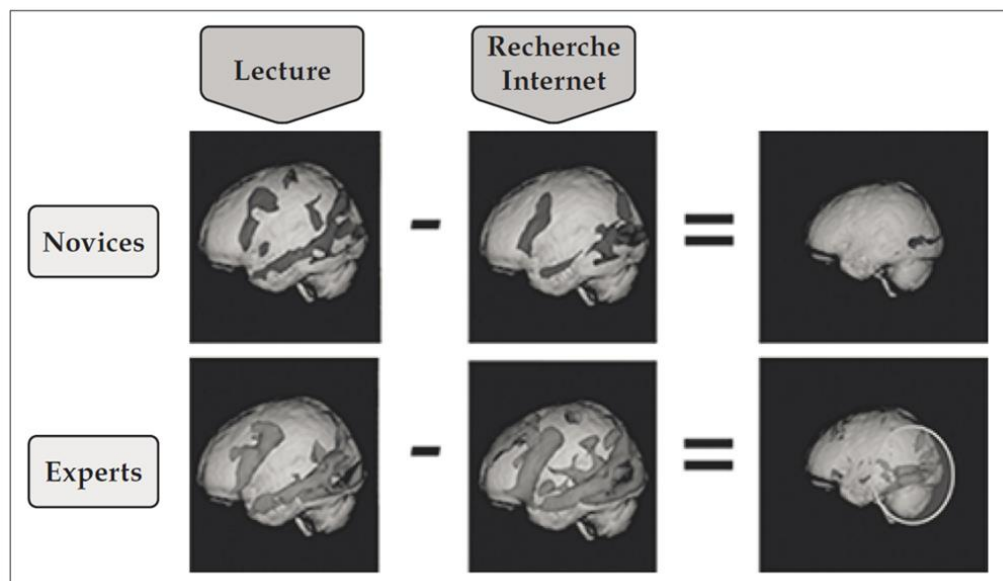 Lecture
Recherche
Internet
Novices
-
=
Experts
-
=